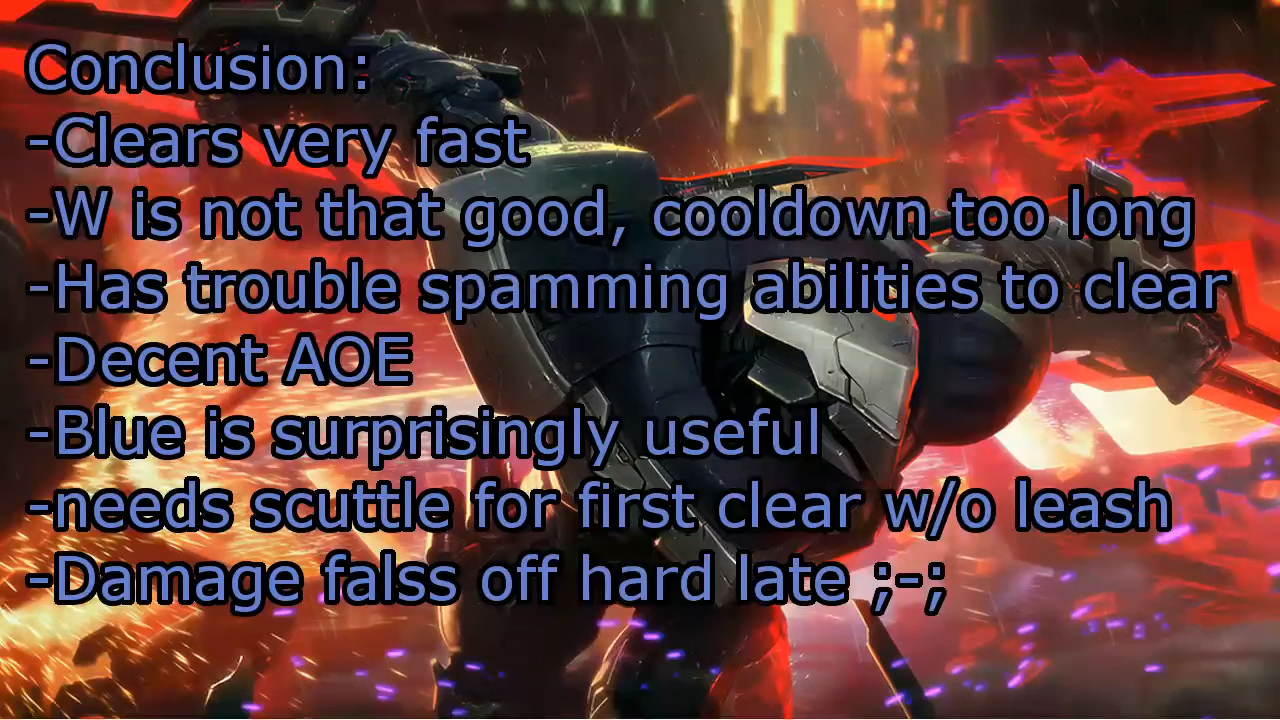 Conclusion:
-Clears very fast
-W is not that good, cooldown too long
-Has trouble spamming abilities to clear
-Decent AOE
-Blue is surprisingly useful
-needs scuttle for first clear w/o leash
-Damage falss off hard late ;-;